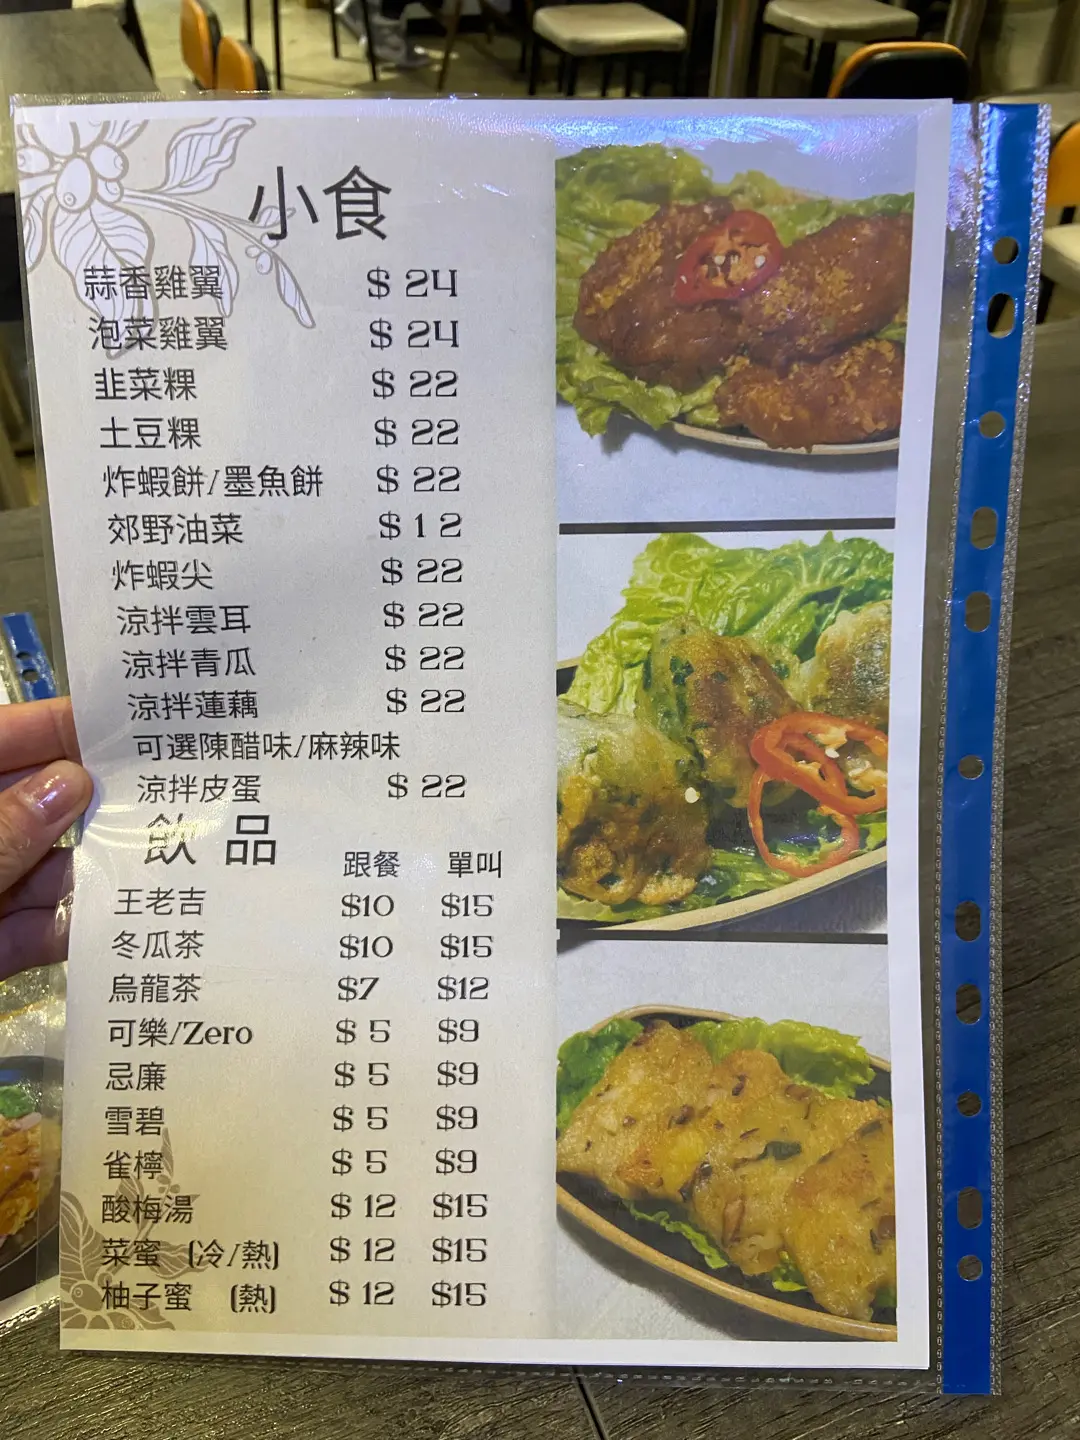 小食
蒜香雞翼 $ 24
泡菜雞翼 $ 24
韭菜粿 $ 22
土豆粿 $ 22
炸蝦餅/墨魚餅 $ 22
郊野油菜 $ 1 2
炸蝦尖 $ 22
涼拌雲耳 $ 22
涼拌青瓜 $ 22
涼拌蓮藕 $ 22
可選陳醋味/麻辣味
涼拌皮蛋 $ 22
飲 品 跟餐 單叫
王老吉 $10 $15
冬瓜茶 $10 $15
烏龍茶 $7 $12
可樂/Zero $ 5 $9
忌廉 $ 5 $9
雪碧 $ 5 $9
雀檸 $ 5 $9
酸梅湯 $ 12 $15
菜蜜 (冷/熱) $ 12 $15
柚子蜜 (熱) $ 12 $15